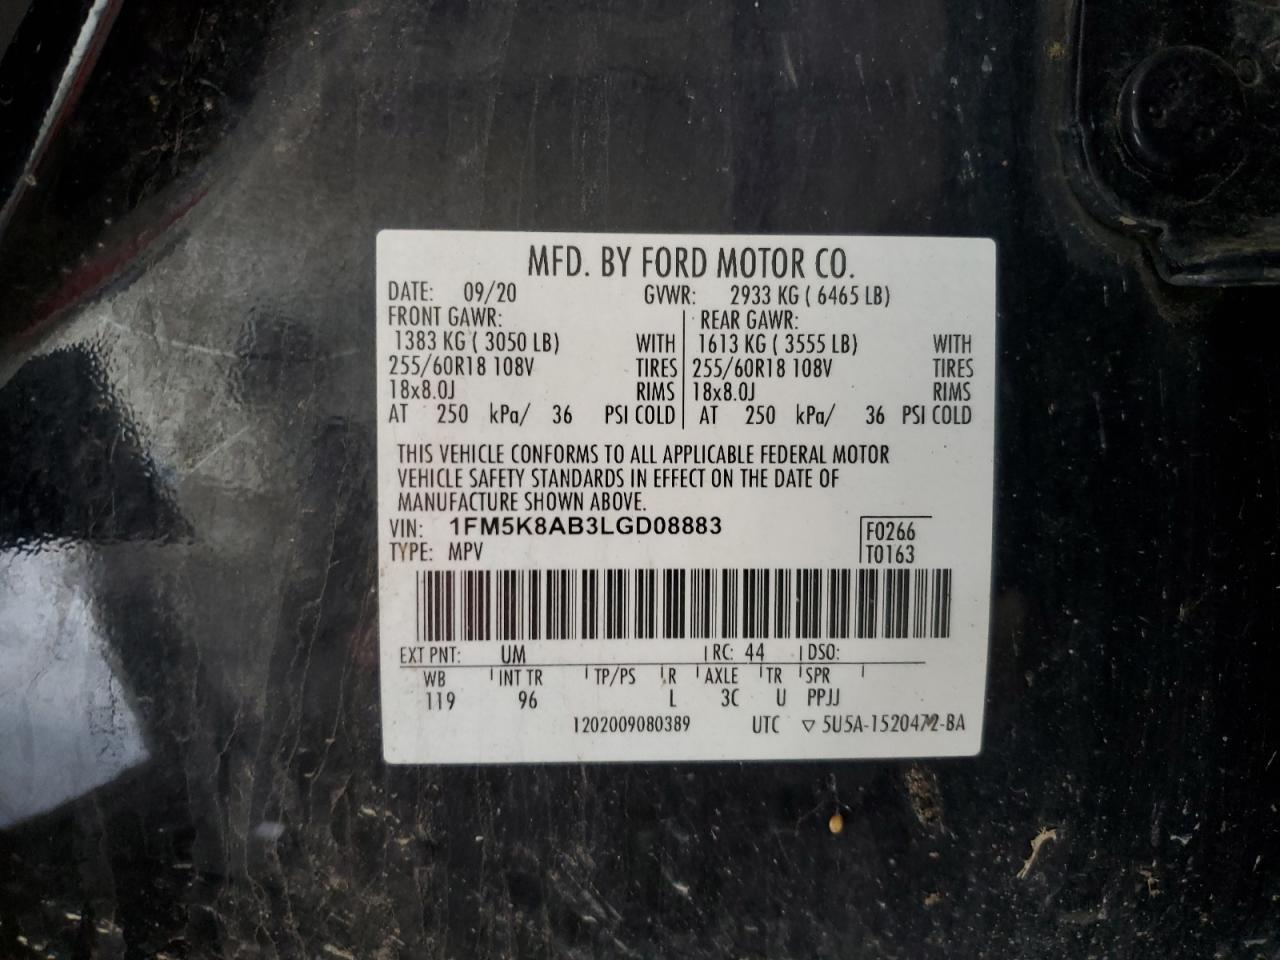 MFD. BY FORD MOTOR CO.
DATE: 09/20 GVWR: 2933 KG ( 6465 LB)
FRONT GAWR: REAR GAWR:
1383 KG ( 3050 LB) WITH 1613 KG ( 3555 LB) WITH
255/60R18 108V TIRES 255/60R18 108V TIRES
18x8.0J RIMS 18x8.0J RIMS
AT 250 kPa/ 36 PSI COLD AT 250 kPa/ 36 PSI COLD
THIS VEHICLE CONFORMS TO ALL APPLICABLE FEDERAL MOTOR
VEHICLE SAFETY STANDARDS IN EFFECT ON THE DATE OF
MANUFACTURE SHOWN ABOVE.
VIN: 1FM5K8AB3LGD08883 F0266
TYPE: MPV T0163
EXT PNT: UM RC: 44 DSO:
WB INT TR TP/PS R AXLE TR SPR
119 96 L 3C U PPJJ
1202009080389 UTC ▽ 5U5A-1520472-BA